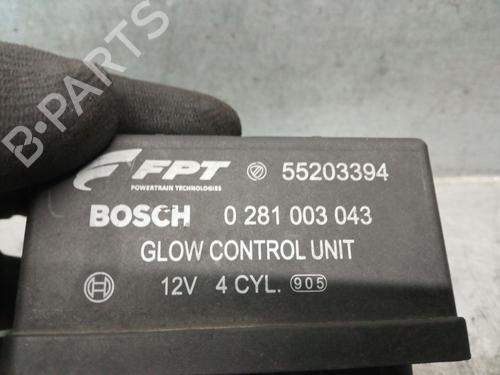 B-PARTS
FPT 55203394
POWERTRAIN TECHNOLOGIES
BOSCH 0 281 003 043
GLOW CONTROL UNIT
12V 4 CYL. 905